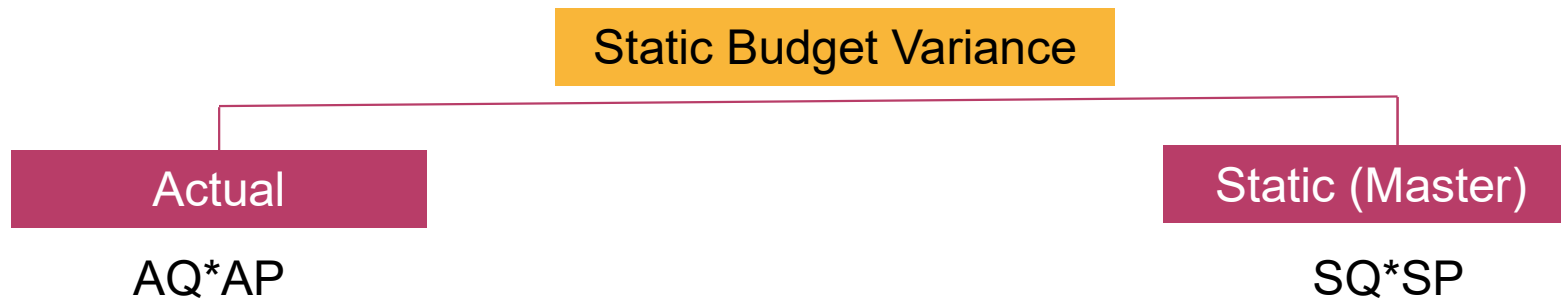 Static Budget Variance
Actual
Static (Master)
AQ*AP
SQ*SP